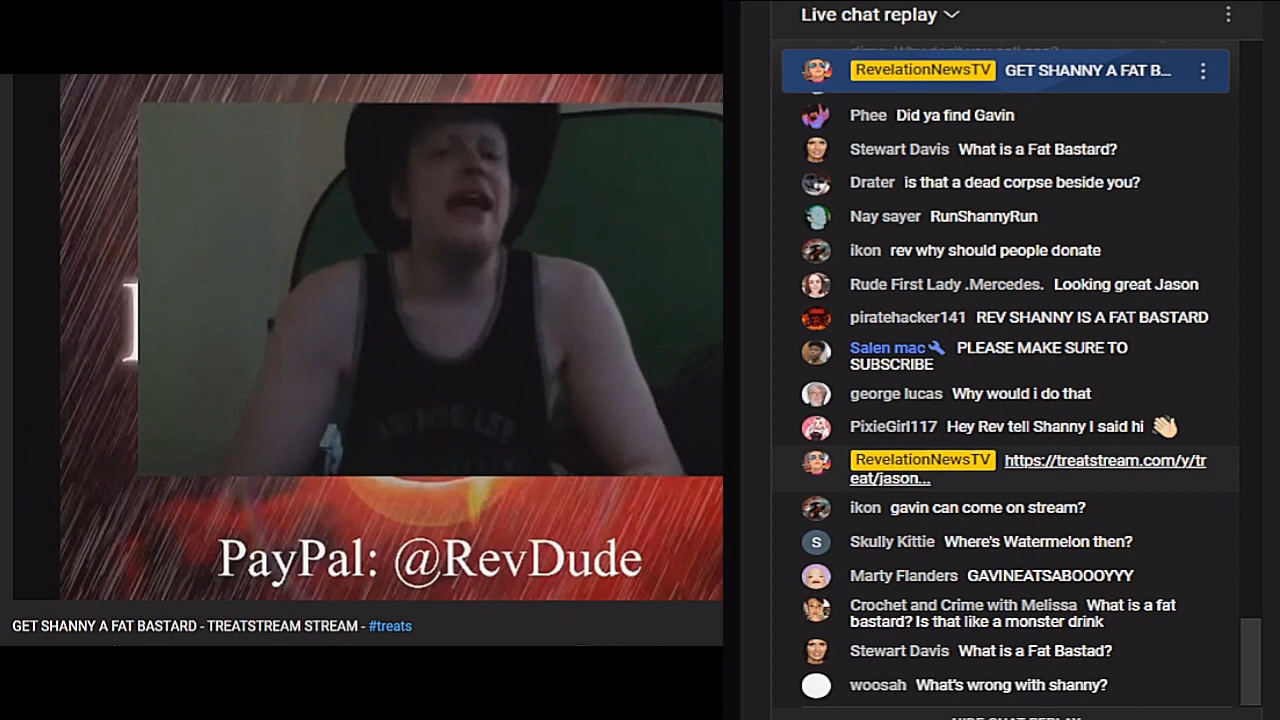 Live chat replay
RevelationNewsTV GET SHANNY A FAT B...
Phee Did ya find Gavin
Stewart Davis What is a Fat Bastard?
Drater is that a dead corpse beside you?
Nay sayer RunShannyRun
ikon rev why should people donate
Rude First Lady .Mercedes. Looking great Jason
piratehacker141 REV SHANNY IS A FAT BASTARD
Salen mac PLEASE MAKE SURE TO
SUBSCRIBE
george lucas Why would i do that
PixieGirl117 Hey Rev tell Shanny I said hi
RevelationNewsTV https://treatstream.com/y/tr
eat/jason...
ikon gavin can come on stream?
S Skully Kittie Where's Watermelon then?
Marty Flanders GAVINEATSABOOOYYY
Crochet and Crime with Melissa What is a fat
bastard? Is that like a monster drink
Stewart Davis What is a Fat Bastad?
woosah What's wrong with shanny?
PayPal: @RevDude
GET SHANNY A FAT BASTARD - TREATSTREAM STREAM - #treats